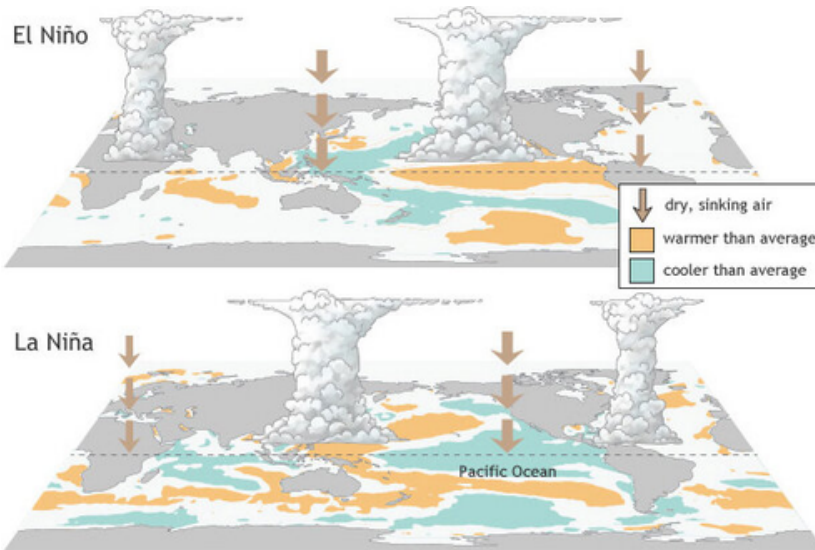 El Niño
dry, sinking air
warmer than average
cooler than average
La Niña
Pacific Ocean